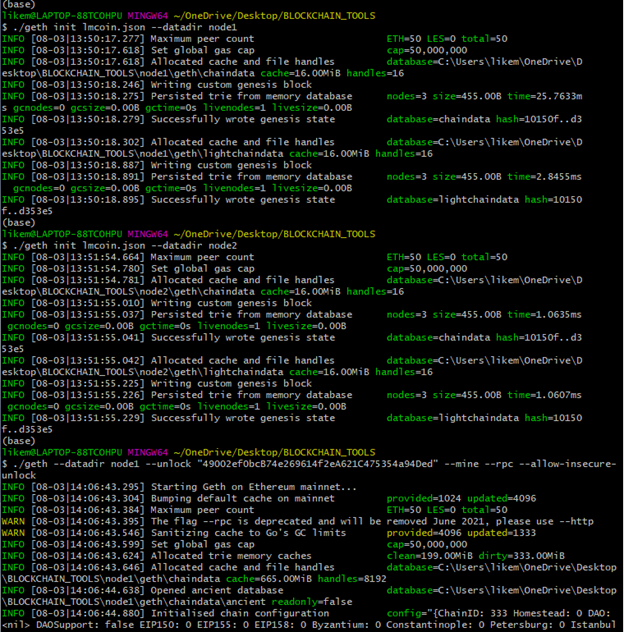 (base)
likem@LAPTOP-88TCOHPU MINGW64 ~/OneDrive/Desktop/BLOCKCHAIN_TOOLS
$ ./geth init lmcoin.json --datadir node1
INFO [08-03|13:50:17.277] Maximum peer count ETH=50 LES=0 total=50
INFO [08-03|13:50:17.618] Set global gas cap cap=50,000,000
INFO [08-03|13:50:17.618] Allocated cache and file handles database=C:\Users\likem\OneDrive\D
esktop\BLOCKCHAIN_TOOLS\node1\geth\chaindata cache=16.00MiB handles=16
INFO [08-03|13:50:18.246] Writing custom genesis block
INFO [08-03|13:50:18.275] Persisted trie from memory database nodes=3 size=455.00B time=25.7633m
s gcnodes=0 gcsize=0.00B gctime=0s livenodes=1 livesize=0.00B
INFO [08-03|13:50:18.279] Successfully wrote genesis state database=chaindata hash=10150f..d3
53e5
INFO [08-03|13:50:18.302] Allocated cache and file handles database=C:\Users\likem\OneDrive\D
esktop\BLOCKCHAIN_TOOLS\node1\geth\lightchaindata cache=16.00MiB handles=16
INFO [08-03|13:50:18.887] Writing custom genesis block
INFO [08-03|13:50:18.891] Persisted trie from memory database nodes=3 size=455.00B time=2.8455ms
gcnodes=0 gcsize=0.00B gctime=0s livenodes=1 livesize=0.00B
INFO [08-03|13:50:18.895] Successfully wrote genesis state database=lightchaindata hash=10150
f..d353e5
(base)
likem@LAPTOP-88TCOHPU MINGW64 ~/OneDrive/Desktop/BLOCKCHAIN_TOOLS
$ ./geth init lmcoin.json --datadir node2
INFO [08-03|13:51:54.664] Maximum peer count ETH=50 LES=0 total=50
INFO [08-03|13:51:54.780] Set global gas cap cap=50,000,000
INFO [08-03|13:51:54.781] Allocated cache and file handles database=C:\Users\likem\OneDrive\D
esktop\BLOCKCHAIN_TOOLS\node2\geth\chaindata cache=16.00MiB handles=16
INFO [08-03|13:51:55.010] Writing custom genesis block
INFO [08-03|13:51:55.037] Persisted trie from memory database nodes=3 size=455.00B time=1.0635ms
gcnodes=0 gcsize=0.00B gctime=0s livenodes=1 livesize=0.00B
INFO [08-03|13:51:55.041] Successfully wrote genesis state database=chaindata hash=10150f..d3
53e5
INFO [08-03|13:51:55.042] Allocated cache and file handles database=C:\Users\likem\OneDrive\D
esktop\BLOCKCHAIN_TOOLS\node2\geth\lightchaindata cache=16.00MiB handles=16
INFO [08-03|13:51:55.225] Writing custom genesis block
INFO [08-03|13:51:55.226] Persisted trie from memory database nodes=3 size=455.00B time=1.0607ms
gcnodes=0 gcsize=0.00B gctime=0s livenodes=1 livesize=0.00B
INFO [08-03|13:51:55.229] Successfully wrote genesis state database=lightchaindata hash=10150
f..d353e5
(base)
likem@LAPTOP-88TCOHPU MINGW64 ~/OneDrive/Desktop/BLOCKCHAIN_TOOLS
$ ./geth --datadir node1 --unlock "49002ef0bcB74e269614f2eA621C475354a94Ded" --mine --rpc --allow-insecure-
unlock
INFO [08-03|14:06:43.295] Starting Geth on Ethereum mainnet...
INFO [08-03|14:06:43.304] Bumping default cache on mainnet provided=1024 updated=4096
INFO [08-03|14:06:43.384] Maximum peer count ETH=50 LES=0 total=50
WARN [08-03|14:06:43.395] The flag --rpc is deprecated and will be removed June 2021, please use --http
WARN [08-03|14:06:43.546] Sanitizing cache to Go's GC limits provided=4096 updated=1333
INFO [08-03|14:06:43.599] Set global gas cap cap=50,000,000
INFO [08-03|14:06:43.624] Allocated trie memory caches clean=199.00MiB dirty=333.00MiB
INFO [08-03|14:06:43.646] Allocated cache and file handles database=C:\Users\likem\OneDrive\Desktop
\BLOCKCHAIN_TOOLS\node1\geth\chaindata cache=665.00MiB handles=8192
INFO [08-03|14:06:44.638] Opened ancient database database=C:\Users\likem\OneDrive\Desktop
\BLOCKCHAIN_TOOLS\node1\geth\chaindata\ancient readonly=false
INFO [08-03|14:06:44.880] Initialised chain configuration config="{ChainID: 333 Homestead: 0 DAO:
<nil> DAOSupport: false EIP150: 0 EIP155: 0 EIP158: 0 Byzantium: 0 Constantinople: 0 Petersburg: 0 Istanbul